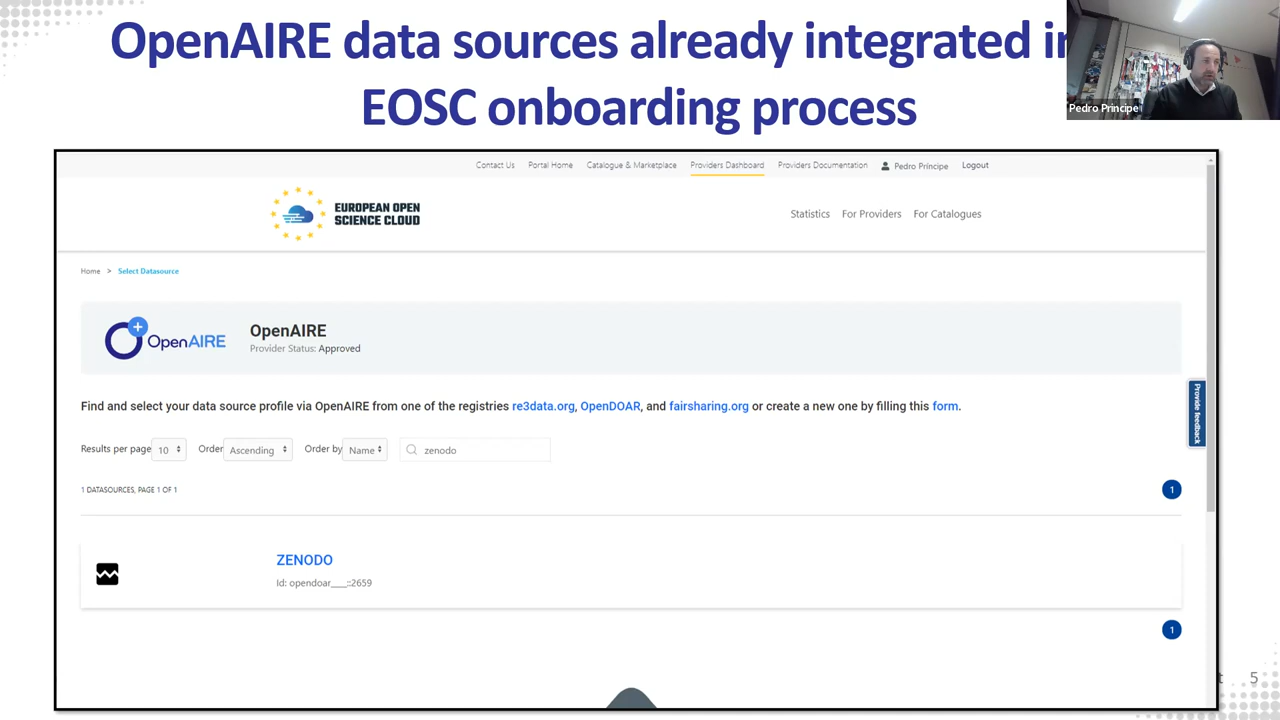 OpenAIRE data sources already integrated in
EOSC onboarding process
Pedro Príncipe
Contact Us Portal Home Catalogue & Marketplace Providers Dashboard Providers Documentation Pedro Príncipe Logout
EUROPEAN OPEN
SCIENCE CLOUD
Statistics For Providers For Catalogues
Home > Select Datasource
OpenAIRE
OpenAIRE
Provider Status: Approved
Provide feedback
Find and select your data source profile via OpenAIRE from one of the registries re3data.org, OpenDOAR, and fairsharing.org or create a new one by filling this form.
Results per page 10 Order Ascending Order by Name zenodo
1 DATASOURCES, PAGE 1 OF 1
1
ZENODO
Id: opendoar____::2659
1
t 5